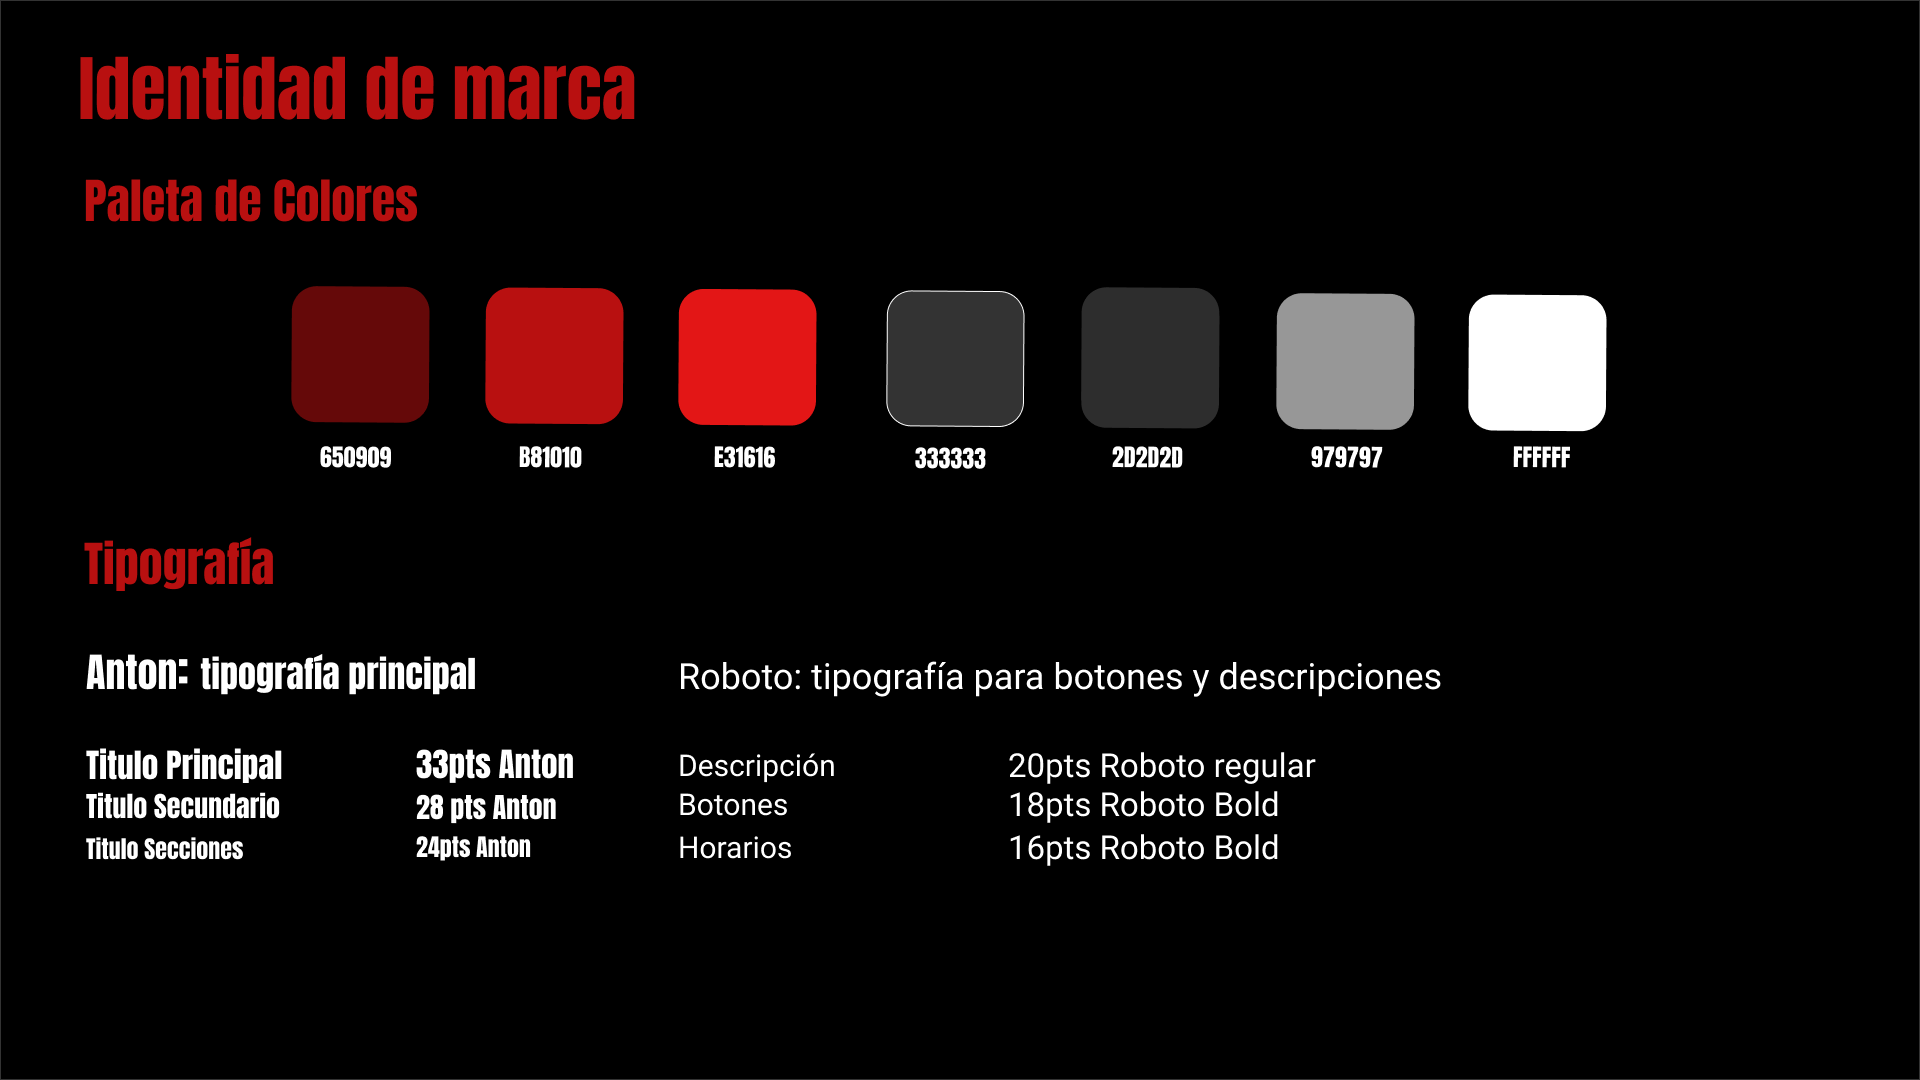 Identidad de marca
Paleta de Colores
650909 B81010 E31616 333333 2D2D2D 979797 FFFFFF
Tipografía
Anton: tipografía principal Roboto: tipografía para botones y descripciones
Titulo Principal 33pts Anton Descripción 20pts Roboto regular
Titulo Secundario 28 pts Anton Botones 18pts Roboto Bold
Titulo Secciones 24pts Anton Horarios 16pts Roboto Bold